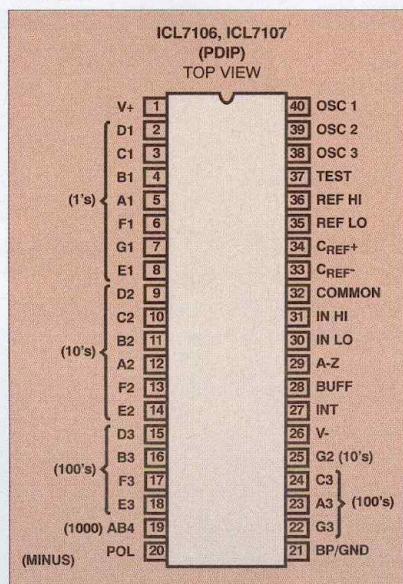 ICL7106, ICL7107
(PDIP)
TOP VIEW
V+ 1 40 OSC 1
D1 2 39 OSC 2
C1 3 38 OSC 3
B1 4 37 TEST
(1's) A1 5 36 REF HI
F1 6 35 REF LO
G1 7 34 CREF+
E1 8 33 CREF-
D2 9 32 COMMON
C2 10 31 IN HI
(10's) B2 11 30 IN LO
A2 12 29 A-Z
F2 13 28 BUFF
E2 14 27 INT
D3 15 26 V-
(100's) B3 16 25 G2 (10's)
F3 17 24 C3
E3 18 23 A3 (100's)
(1000) AB4 19 22 G3
(MINUS) POL 20 21 BP/GND